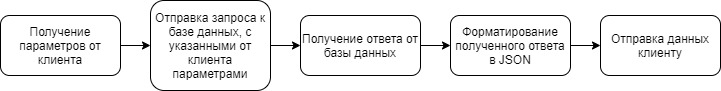 Получение
параметров от
клиента
Отправка запроса к
базе данных, с
указанными от
клиента
параметрами
Получение ответа от
базы данных
Форматирование
полученного ответа
в JSON
Отправка данных
клиенту